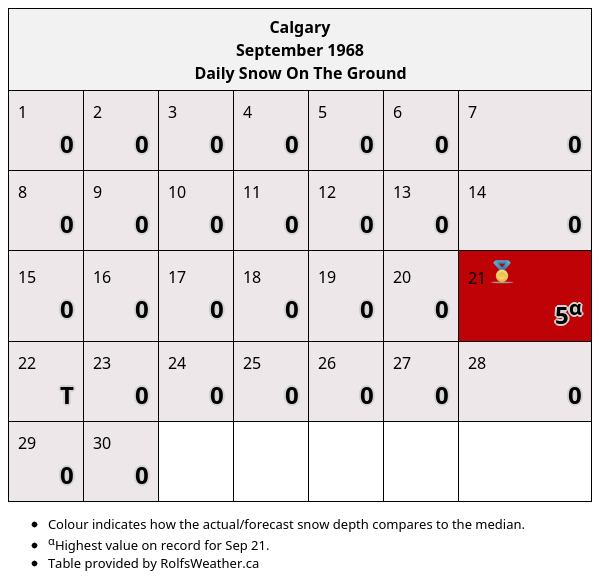 Calgary
September 1968
Daily Snow On The Ground
1 2 3 4 5 6 7
0 0 0 0 0 0 0
8 9 10 11 12 13 14
0 0 0 0 0 0 0
15 16 17 18 19 20 21
0 0 0 0 0 0 5α
22 23 24 25 26 27 28
T 0 0 0 0 0 0
29 30
0 0
Colour indicates how the actual/forecast snow depth compares to the median.
αHighest value on record for Sep 21.
Table provided by RolfsWeather.ca